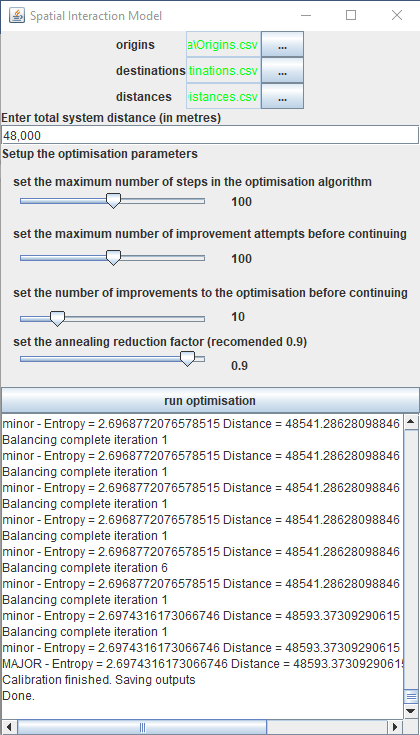 Spatial Interaction Model
origins a\Origins.csv ...
destinations tinations.csv ...
distances istances.csv ...
Enter total system distance (in metres)
48,000
Setup the optimisation parameters
set the maximum number of steps in the optimisation algorithm
100
set the maximum number of improvement attempts before continuing
100
set the number of improvements to the optimisation before continuing
10
set the annealing reduction factor (recomended 0.9)
0.9
run optimisation
minor - Entropy = 2.6968772076578515 Distance = 48541.28628098846
Balancing complete iteration 1
minor - Entropy = 2.6968772076578515 Distance = 48541.28628098846
Balancing complete iteration 1
minor - Entropy = 2.6968772076578515 Distance = 48541.28628098846
Balancing complete iteration 1
minor - Entropy = 2.6968772076578515 Distance = 48541.28628098846
Balancing complete iteration 1
minor - Entropy = 2.6968772076578515 Distance = 48541.28628098846
Balancing complete iteration 6
minor - Entropy = 2.6968772076578515 Distance = 48541.28628098846
Balancing complete iteration 1
minor - Entropy = 2.6974316173066746 Distance = 48593.37309290615
Balancing complete iteration 1
minor - Entropy = 2.6974316173066746 Distance = 48593.37309290615
MAJOR - Entropy = 2.6974316173066746 Distance = 48593.37309290615
Calibration finished. Saving outputs
Done.